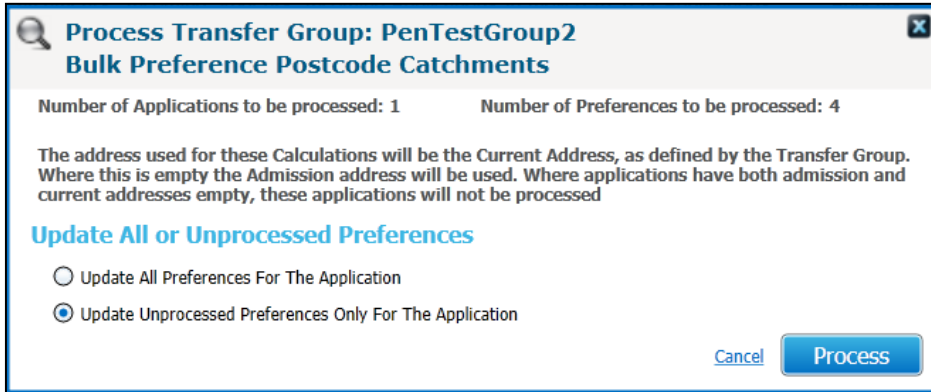 Process Transfer Group: PenTestGroup2
Bulk Preference Postcode Catchments
Number of Applications to be processed: 1 Number of Preferences to be processed: 4
The address used for these Calculations will be the Current Address, as defined by the Transfer Group.
Where this is empty the Admission address will be used. Where applications have both admission and
current addresses empty, these applications will not be processed
Update All or Unprocessed Preferences
Update All Preferences For The Application
Update Unprocessed Preferences Only For The Application
Cancel Process